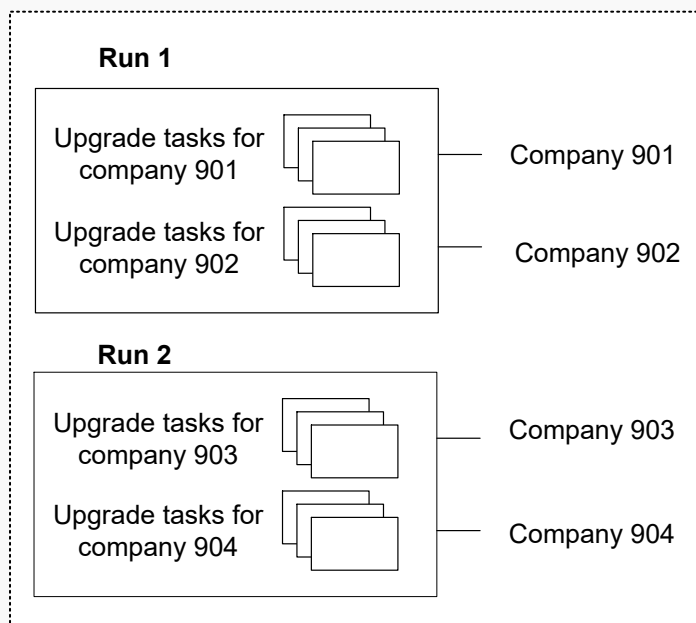 Run 1
Upgrade tasks for
company 901
Company 901
Upgrade tasks for
company 902
Company 902
Run 2
Upgrade tasks for
company 903
Company 903
Upgrade tasks for
company 904
Company 904